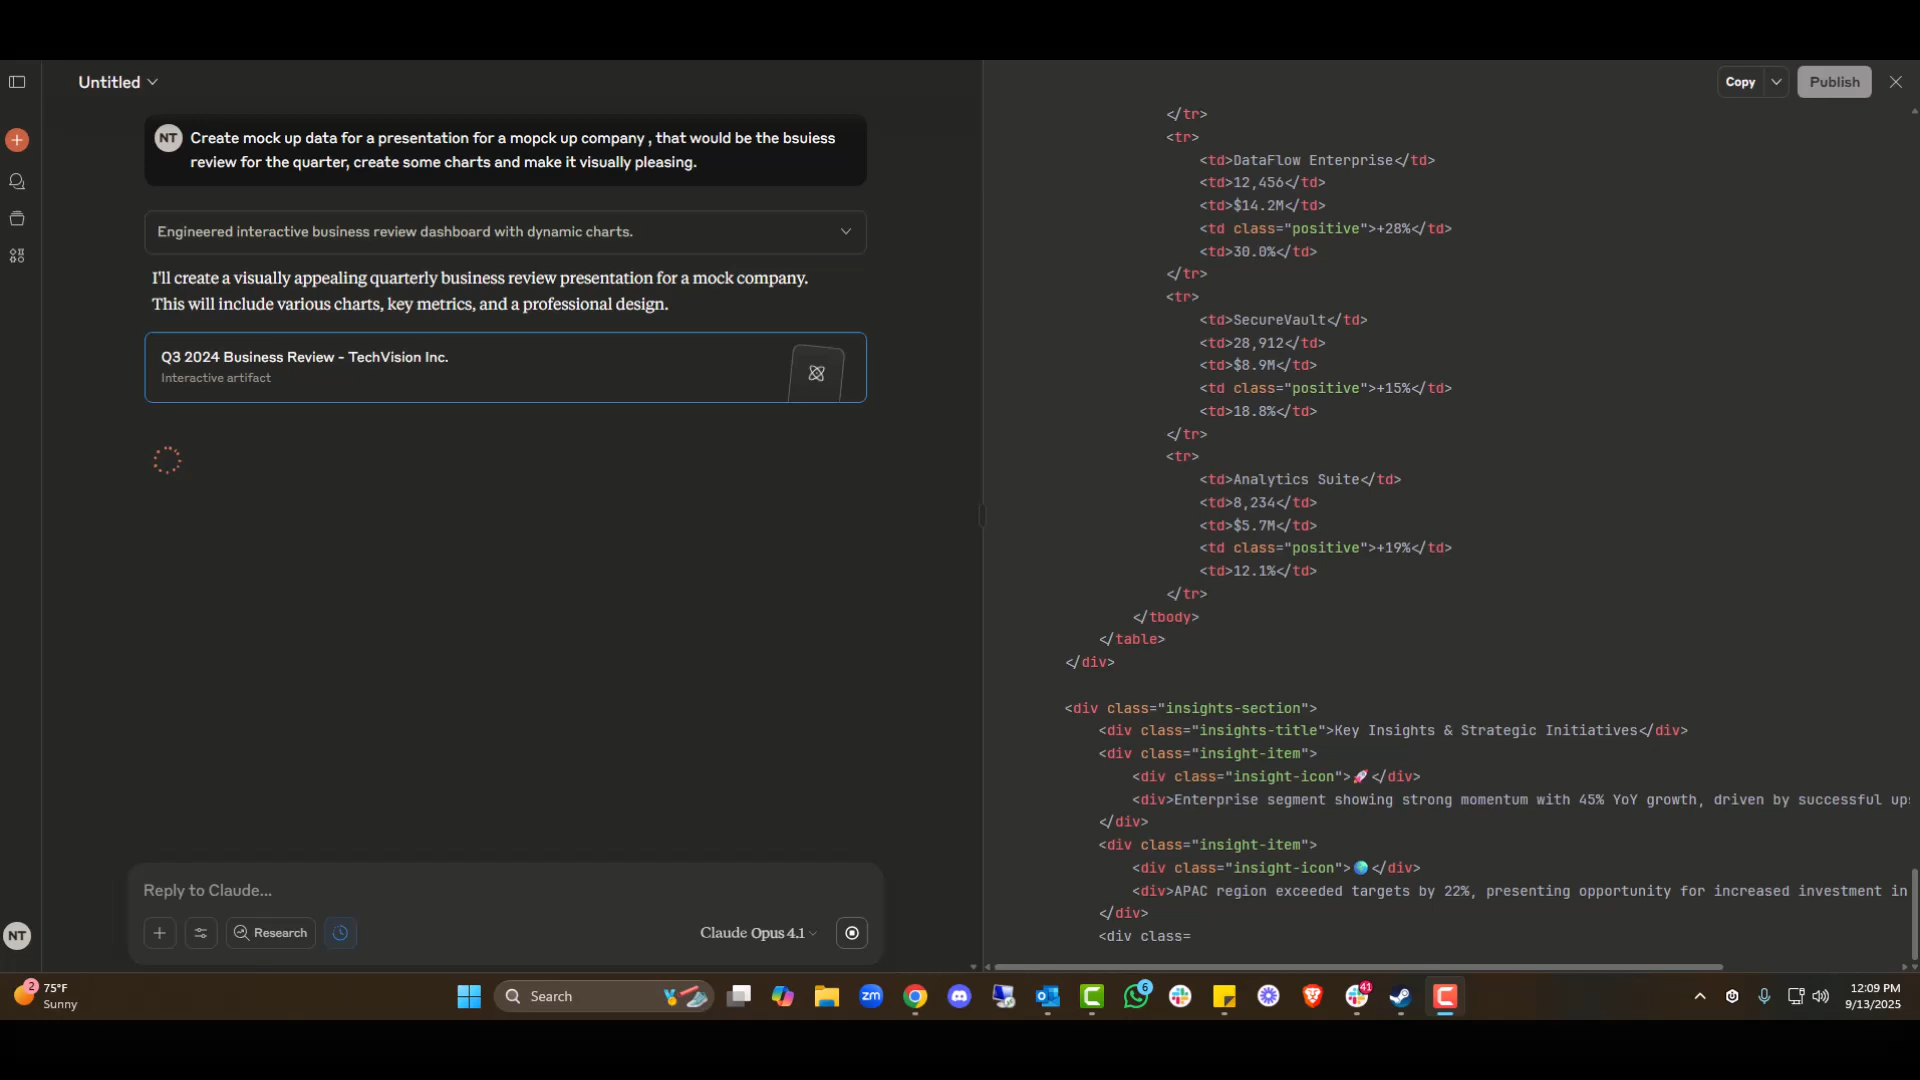 Untitled
Copy
Publish
NT
Create mock up data for a presentation for a mopck up company , that would be the bsuiess
review for the quarter, create some charts and make it visually pleasing.
Engineered interactive business review dashboard with dynamic charts.
I'll create a visually appealing quarterly business review presentation for a mock company.
This will include various charts, key metrics, and a professional design.
Q3 2024 Business Review - TechVision Inc.
Interactive artifact
Reply to Claude...
Research
Claude Opus 4.1
NT
</tr>
<tr>
<td>DataFlow Enterprise</td>
<td>12,456</td>
<td>$14.2M</td>
<td class="positive">+28%</td>
<td>30.0%</td>
</tr>
<tr>
<td>SecureVault</td>
<td>28,912</td>
<td>$8.9M</td>
<td class="positive">+15%</td>
<td>18.8%</td>
</tr>
<tr>
<td>Analytics Suite</td>
<td>8,234</td>
<td>$5.7M</td>
<td class="positive">+19%</td>
<td>12.1%</td>
</tr>
</tbody>
</table>
</div>
<div class="insights-section">
<div class="insights-title">Key Insights & Strategic Initiatives</div>
<div class="insight-item">
<div class="insight-icon">🚀</div>
<div>Enterprise segment showing strong momentum with 45% YoY growth, driven by successful ups
</div>
<div class="insight-item">
<div class="insight-icon">🌏</div>
<div>APAC region exceeded targets by 22%, presenting opportunity for increased investment in
</div>
<div class=
2
75°F
Sunny
Search
zm
6
41
12:09 PM
9/13/2025